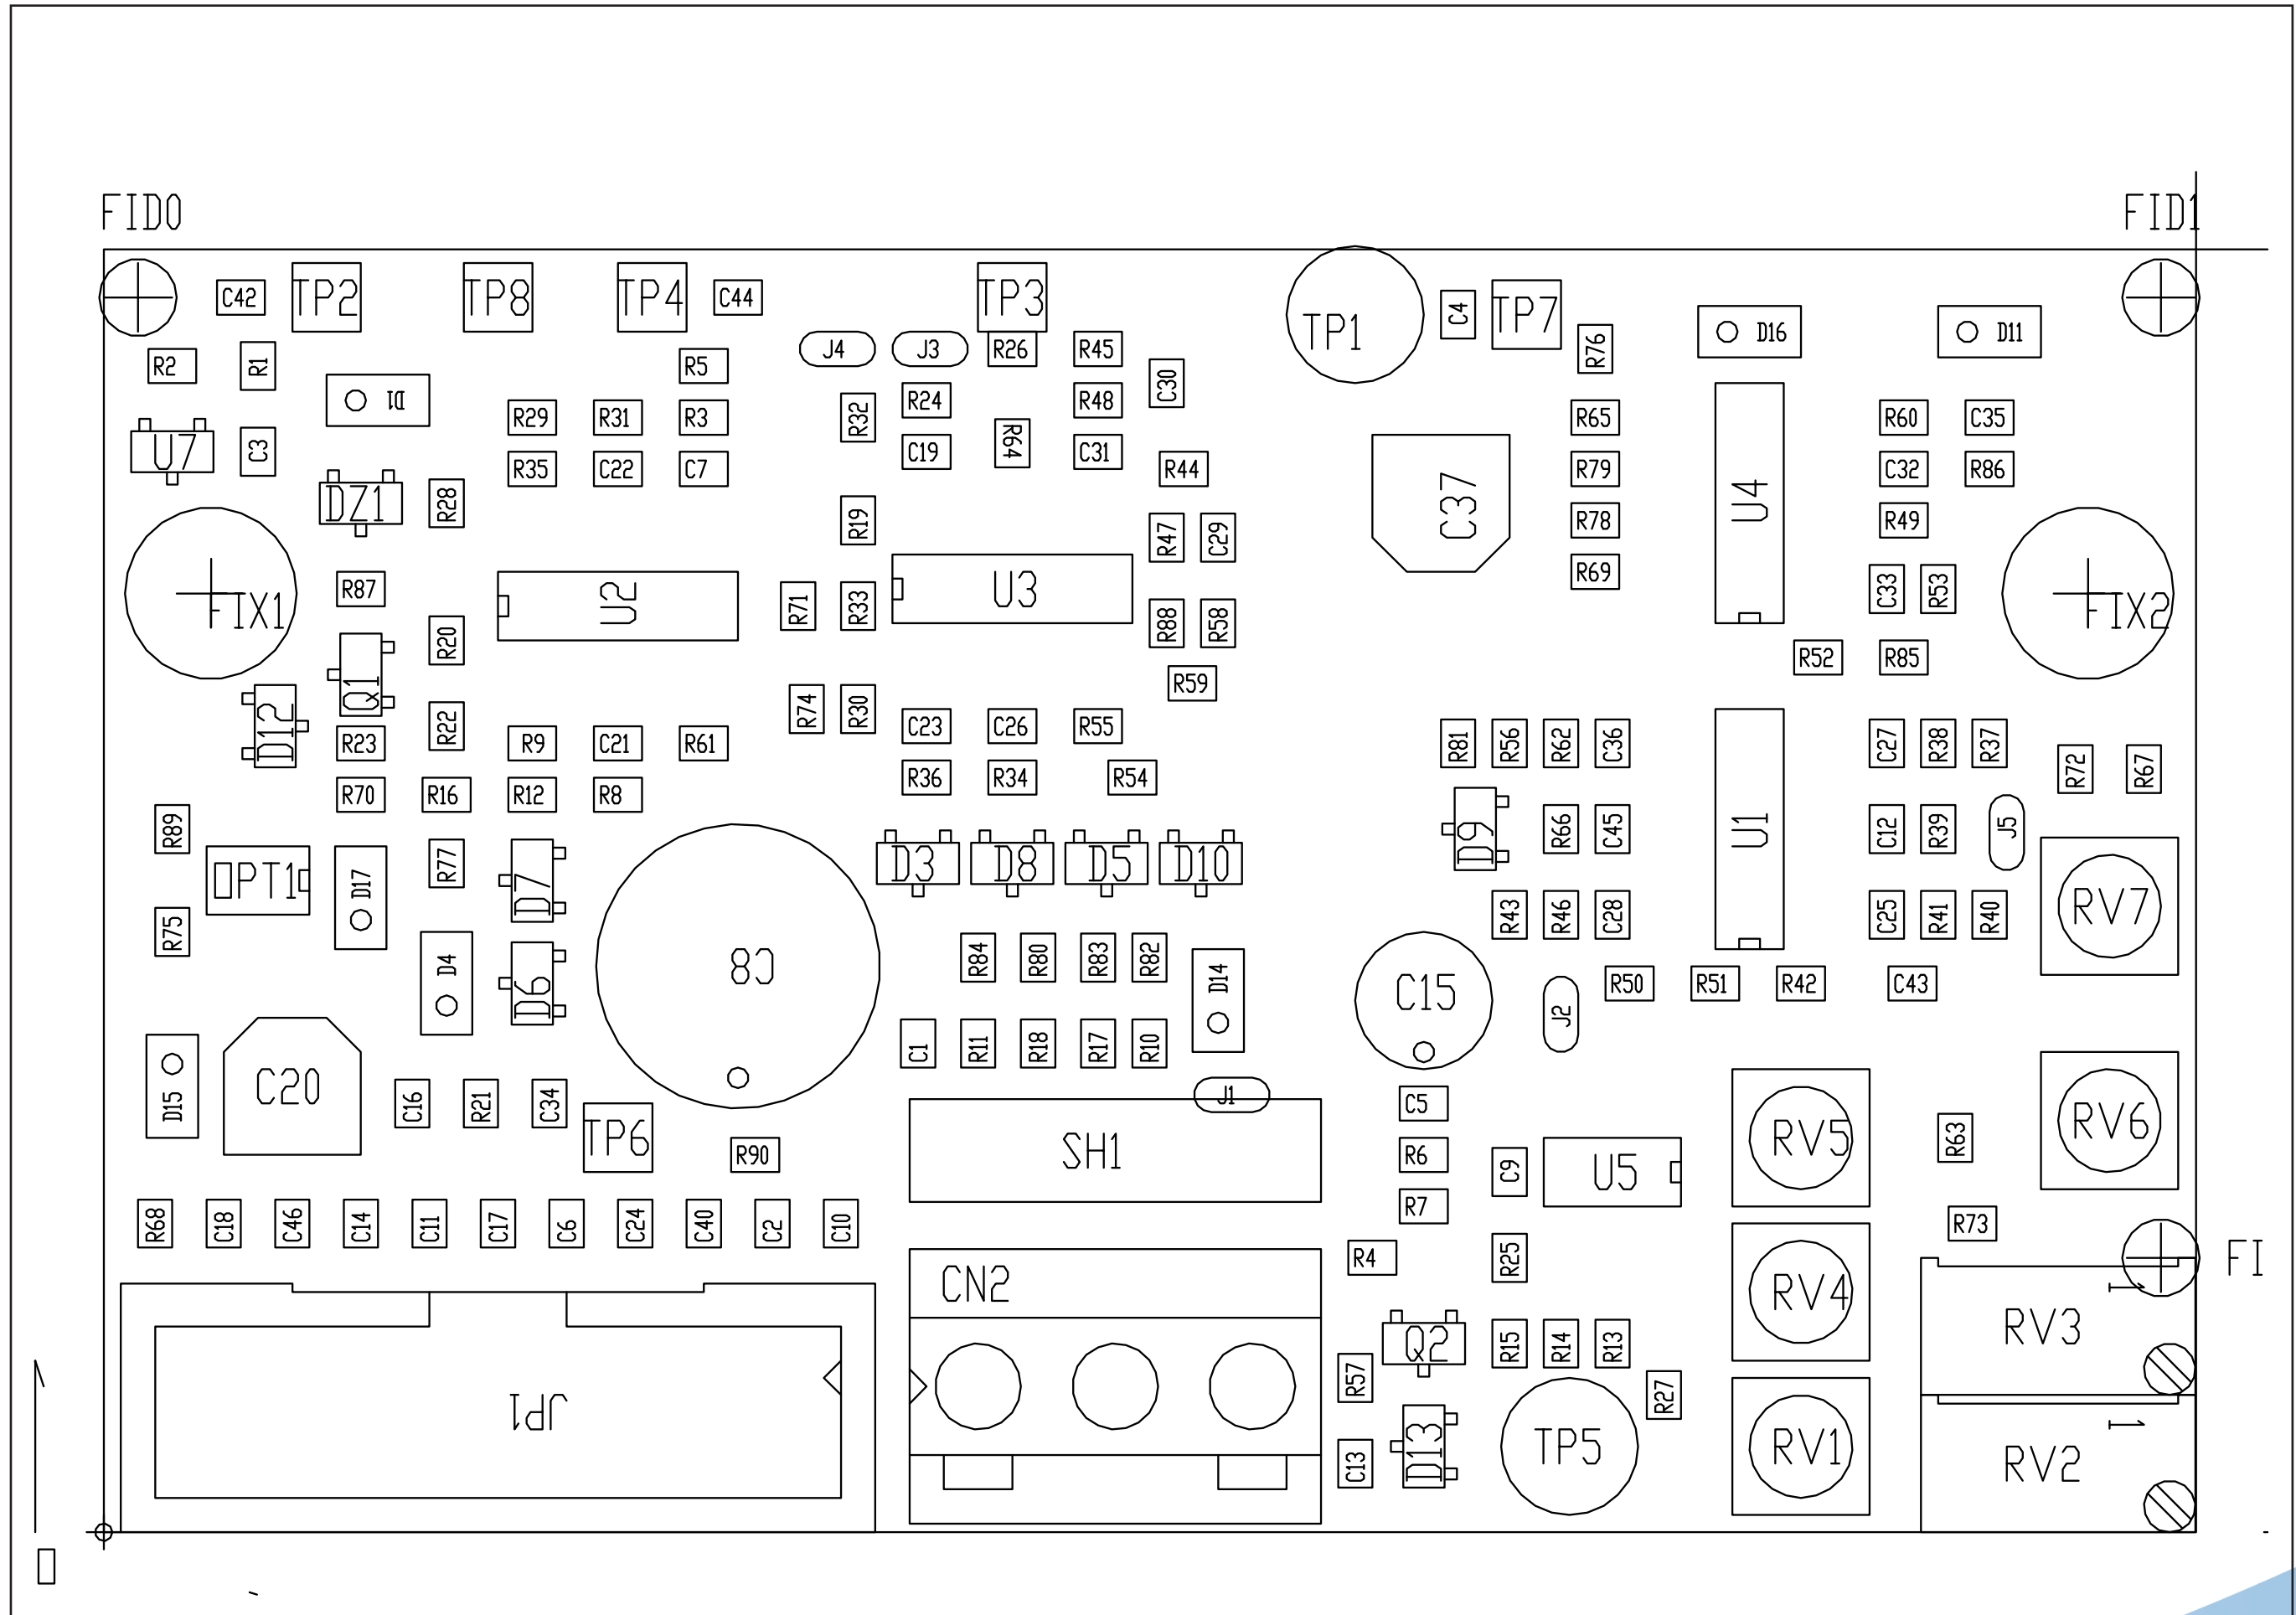 FID0 FID1
C42 TP2 TP8 TP4 C44 TP3 TP1 C4 TP7 D16 D11
R2 R1 D1 R5 J4 J3 R26 R45 C30 R76
U7 C3 R29 R31 R3 R32 R24 R64 R48 R65 R60 C35
DZ1 R28 R35 C22 C7 C19 C31 R44 C37 R79 U4 C32 R86
R19 R47 C29 R78 R49
FIX1 R87 U2 R71 R33 U3 R69 C33 R53 FIX2
R20 R88 R58 R52 R85
Q1 R59
D12 R23 R22 R9 C21 R61 R74 R30 C23 C26 R55 R81 R56 R62 C36 C27 R38 R37 R72 R67
R70 R16 R12 R8 R36 R34 R54
R89 R77 D9 R66 C45 U1 C12 R39 J5
OPT1 D17 D7 D3 D8 D5 D10 RV7
R75 R43 R46 C28 C25 R41 R40
D4 D6 C8 R84 R80 R83 R82 D14 C15 R50 R51 R42 C43
J2
C1 R11 R18 R17 R10
D15 C20 C16 R21 C34 J1 C5 RV6
TP6 R90 SH1 R6 C9 U5 RV5 R63
R68 C18 C46 C14 C11 C17 C6 C24 C40 C2 C10 R7 R73
CN2 R4 R25 RV4 FI
1
Q2 R15 R14 R13 RV3
JP1 R57 R27
1
C13 D13 TP5 RV1 RV2